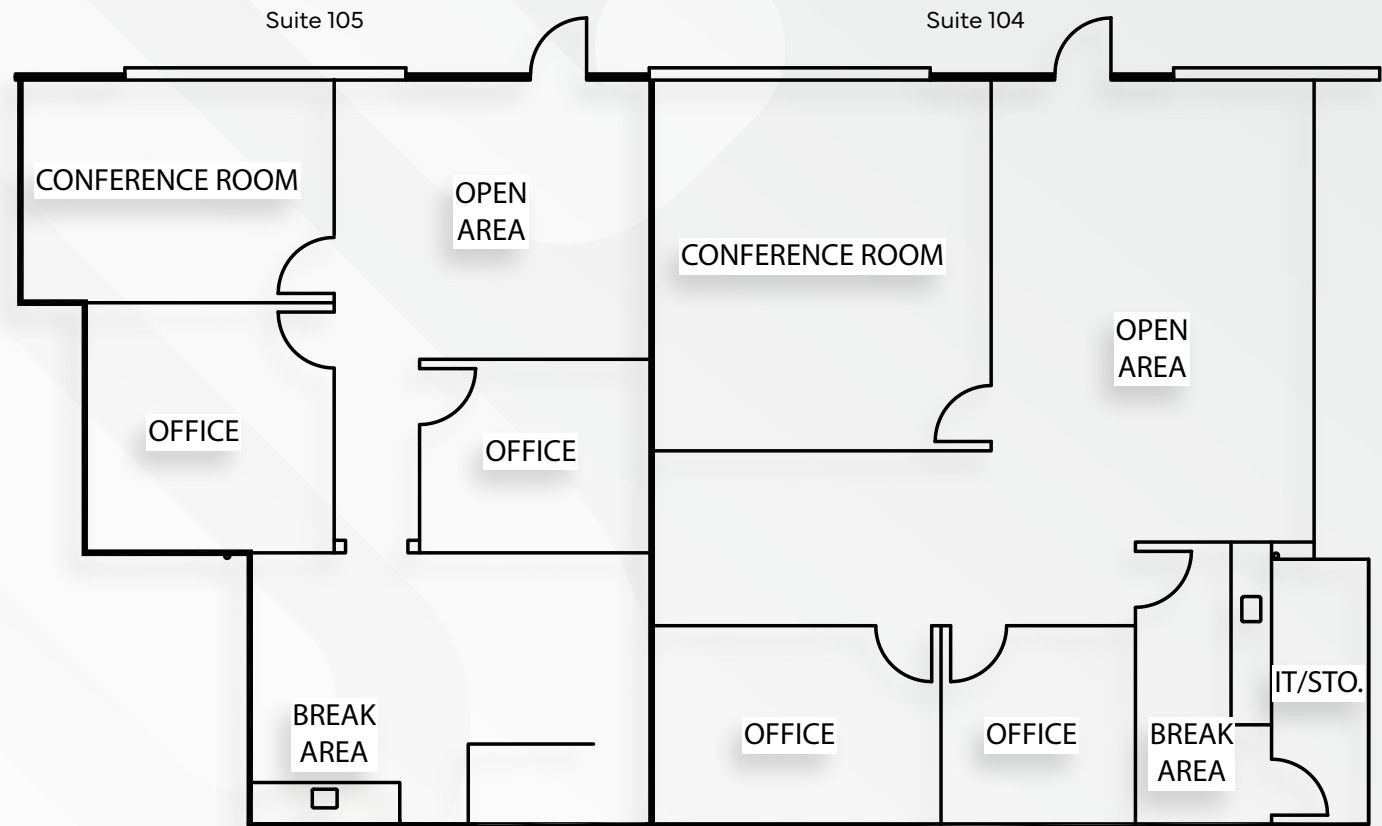 Suite 105
Suite 104
CONFERENCE ROOM
OPEN
AREA
CONFERENCE ROOM
OPEN
AREA
OFFICE
OFFICE
IT/STO.
BREAK
AREA
OFFICE
OFFICE
BREAK
AREA